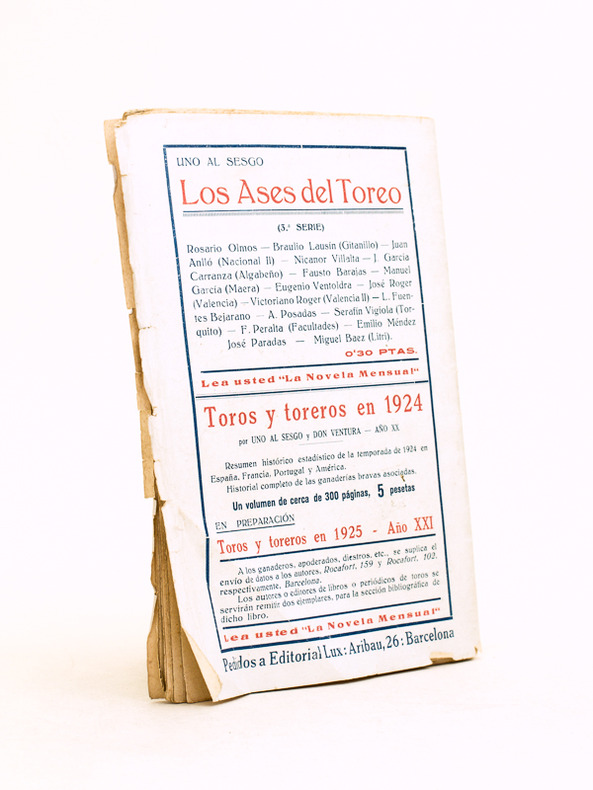 UNO AL SESGO
Los Ases del Toreo
(3.ª SERIE)
Rosario Olmos — Braulio Lausin (Gitanillo) — Juan
Anlló (Nacional II) — Nicanor Villalta — J. García
Carranza (Algabeño) — Fausto Barajas — Manuel
García (Maera) — Eugenio Ventoldra — José Roger
(Valencia) — Victoriano Roger (Valencia II) — L. Fuen-
tes Bejarano — A. Posadas — Serafín Vigiola (Tor-
quito) — F. Peralta (Facultades) — Emilio Méndez
José Paradas — Miguel Baez (Litri).
0'30 PTAS.
Lea usted "La Novela Mensual"
Toros y toreros en 1924
por UNO AL SESGO y DON VENTURA — AÑO XX
Resumen histórico estadístico de la temporada de 1924 en
España, Francia, Portugal y América.
Historial completo de las ganaderías bravas asociadas.
Un volumen de cerca de 300 páginas, 5 pesetas
EN PREPARACIÓN
Toros y toreros en 1925 - Año XXI
A los ganaderos, apoderados, diestros, etc., se suplica el
envío de datos a los autores, Rocafort, 159 y Rocafort, 102,
respectivamente, Barcelona.
Los autores o editores de libros o periódicos de toros se
servirán remitir dos ejemplares, para la sección bibliográfica de
dicho libro.
Lea usted "La Novela Mensual"
Pedidos a Editorial Lux: Aribau, 26: Barcelona